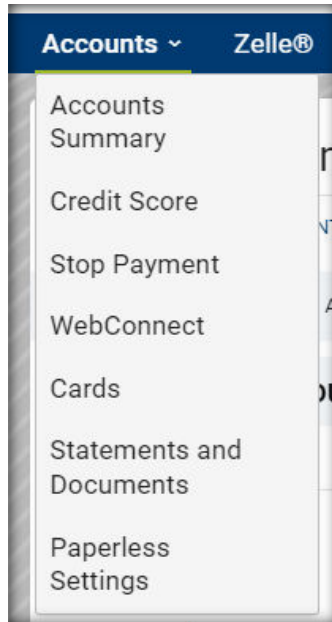 Accounts Zelle®
Accounts
Summary
Credit Score
Stop Payment
WebConnect
Cards
Statements and
Documents
Paperless
Settings